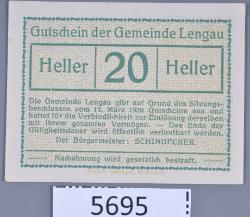 Gutschein der Gemeinde Lengau
Heller 20 Heller
Die Gemeinde Lengau gibt auf Grund des Sitzungs-
beschlusses vom 11. März 1920 Gutscheine aus und
haftet für die Verbindlichkeit zur Einlösung derselben
mit ihrem gesamten Vermögen. — Das Ende der
Gültigkeitsdauer wird öffentlich verlautbart werden.
Der Bürgermeister: SCHINDECKER.
Nachahmung wird gesetzlich bestraft.
5695